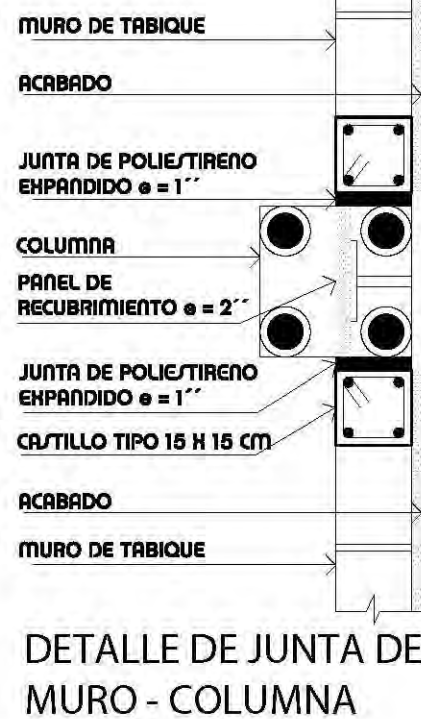 MURO DE TABIQUE
ACABADO
JUNTA DE POLIESTIRENO
EXPANDIDO e = 1´´
COLUMNA
PANEL DE
RECUBRIMIENTO e = 2´´
JUNTA DE POLIESTIRENO
EXPANDIDO e = 1´´
CASTILLO TIPO 15 X 15 CM
ACABADO
MURO DE TABIQUE
DETALLE DE JUNTA DE
MURO - COLUMNA